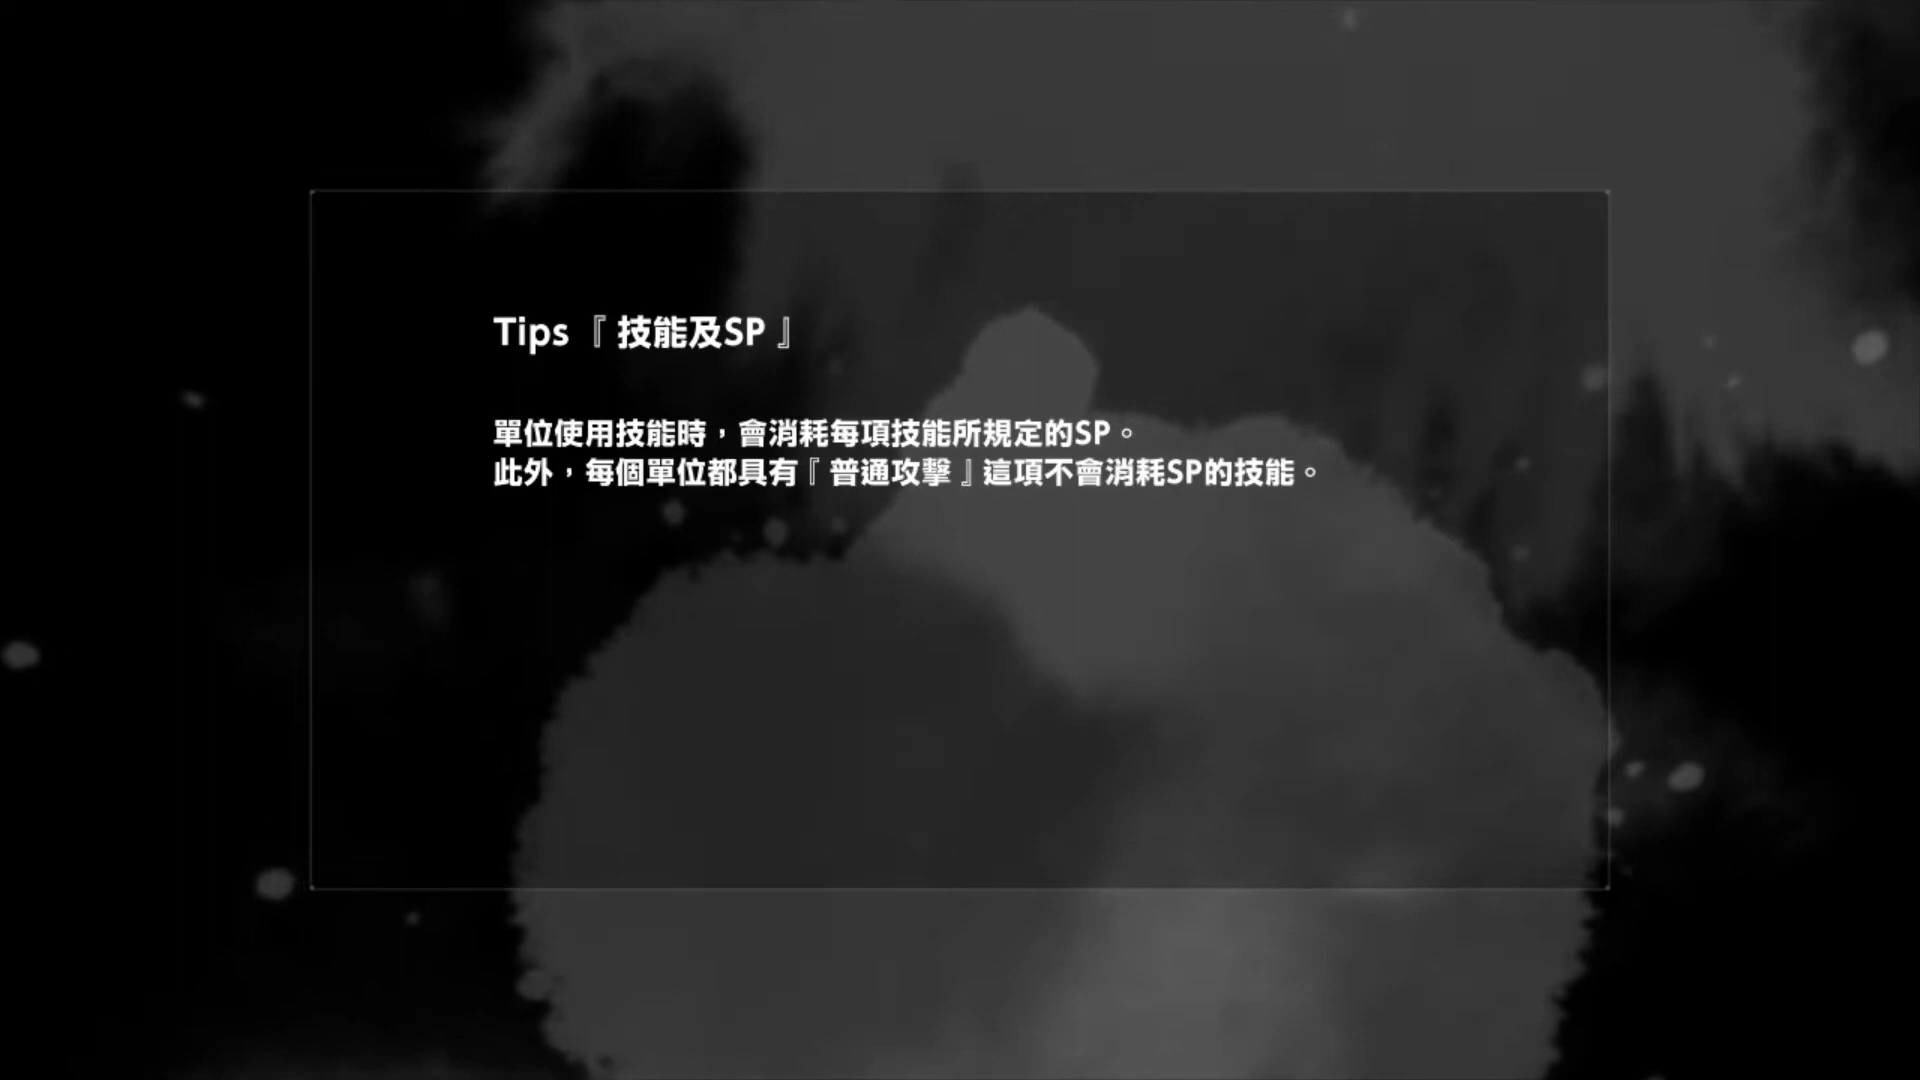 Tips『技能及SP』
單位使用技能時，會消耗每項技能所規定的SP。
此外，每個單位都具有『普通攻擊』這項不會消耗SP的技能。